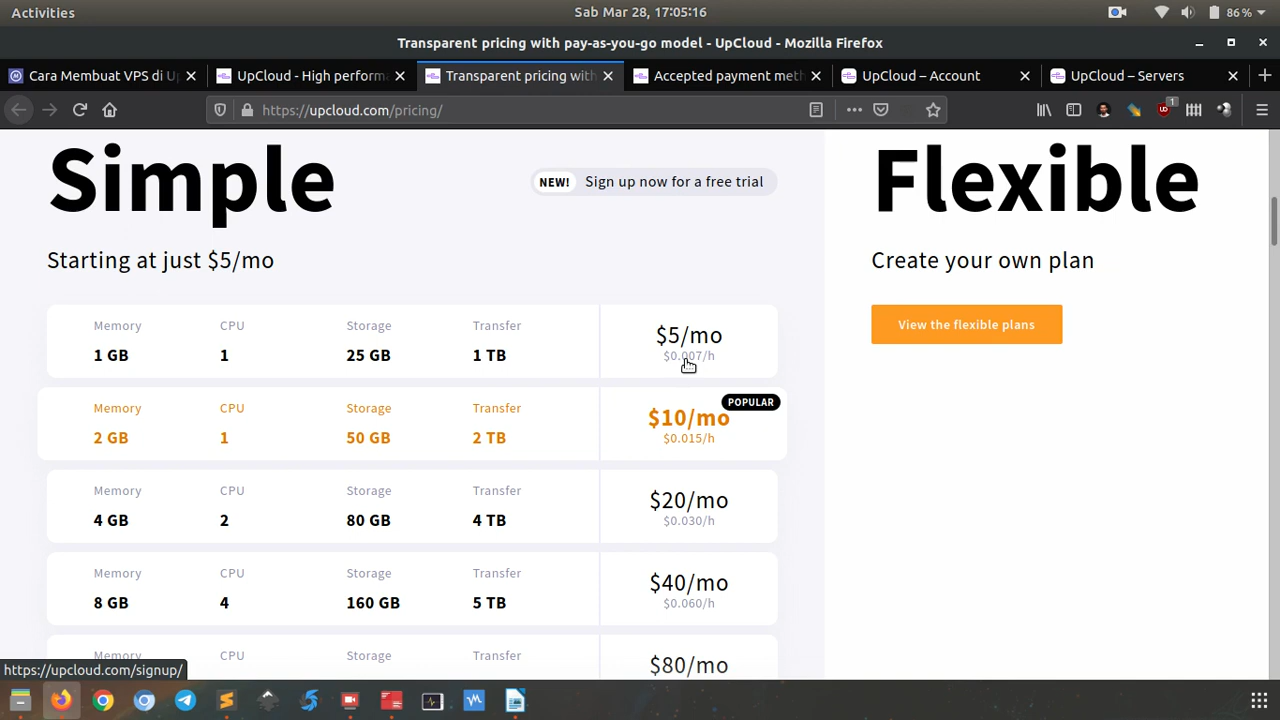 Activities
Sab Mar 28, 17:05:16
86 %
Transparent pricing with pay-as-you-go model - UpCloud - Mozilla Firefox
Cara Membuat VPS di U
UpCloud - High performa
Transparent pricing with
Accepted payment meth
UpCloud – Account
UpCloud – Servers
https://upcloud.com/pricing/
1
Simple
NEW! Sign up now for a free trial
Starting at just $5/mo
Memory CPU Storage Transfer
1 GB 1 25 GB 1 TB
$5/mo
$0.007/h
POPULAR
Memory CPU Storage Transfer
2 GB 1 50 GB 2 TB
$10/mo
$0.015/h
Memory CPU Storage Transfer
4 GB 2 80 GB 4 TB
$20/mo
$0.030/h
Memory CPU Storage Transfer
8 GB 4 160 GB 5 TB
$40/mo
$0.060/h
Memory CPU Storage Transfer
$80/mo
Flexible
Create your own plan
View the flexible plans
https://upcloud.com/signup/